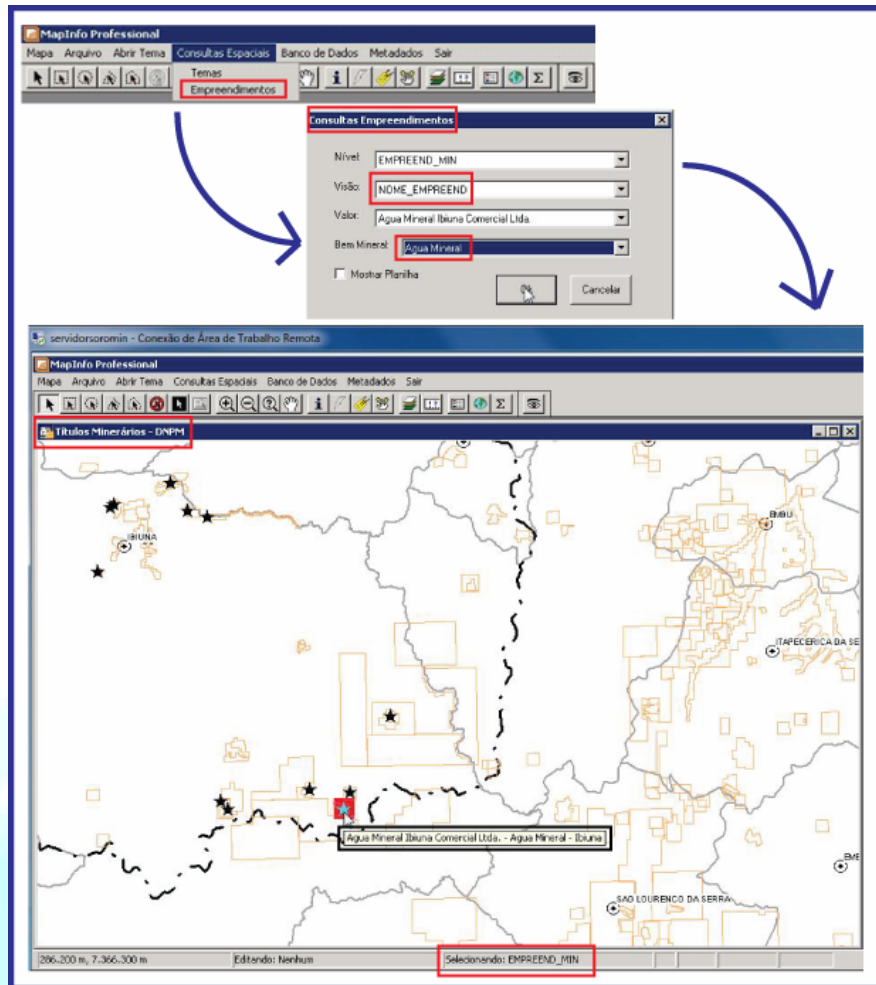 MapInfo Professional
Mapa Arquivo Abrir Tema Consultas Espaciais Banco de Dados Metadados Sair
Temas
Empreendimentos
Consultas Empreendimentos
Nível: EMPREEND_MIN
Visão: NOME_EMPREEND
Valor: Agua Mineral Ibiuna Comercial Ltda.
Bem Mineral: Agua Mineral
Mostrar Planilha
Ok Cancelar
servidorsoromin - Conexão de Área de Trabalho Remota
MapInfo Professional
Mapa Arquivo Abrir Tema Consultas Espaciais Banco de Dados Metadados Sair
Títulos Minerários - DNPM
IBIUNA
EMBU
ITAPECERICA DA SE
Agua Mineral Ibiuna Comercial Ltda. - Agua Mineral - Ibiuna
SAO LOURENCO DA SERRA
286.200 m, 7.366.300 m Editando: Nenhum Selecionando: EMPREEND_MIN